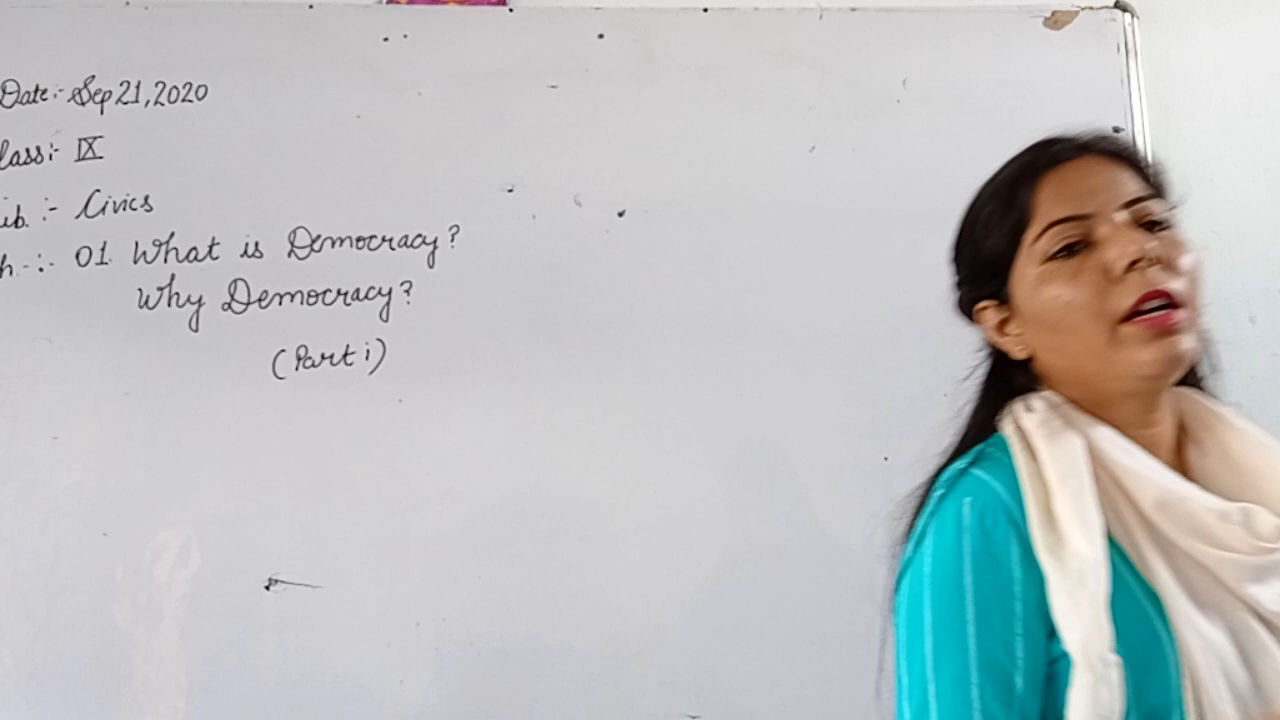 Date:- Sep 21, 2020
lass:- IX
ub. :- Civics
h. -:- 01. What is Democracy?
Why Democracy?
(Part i)